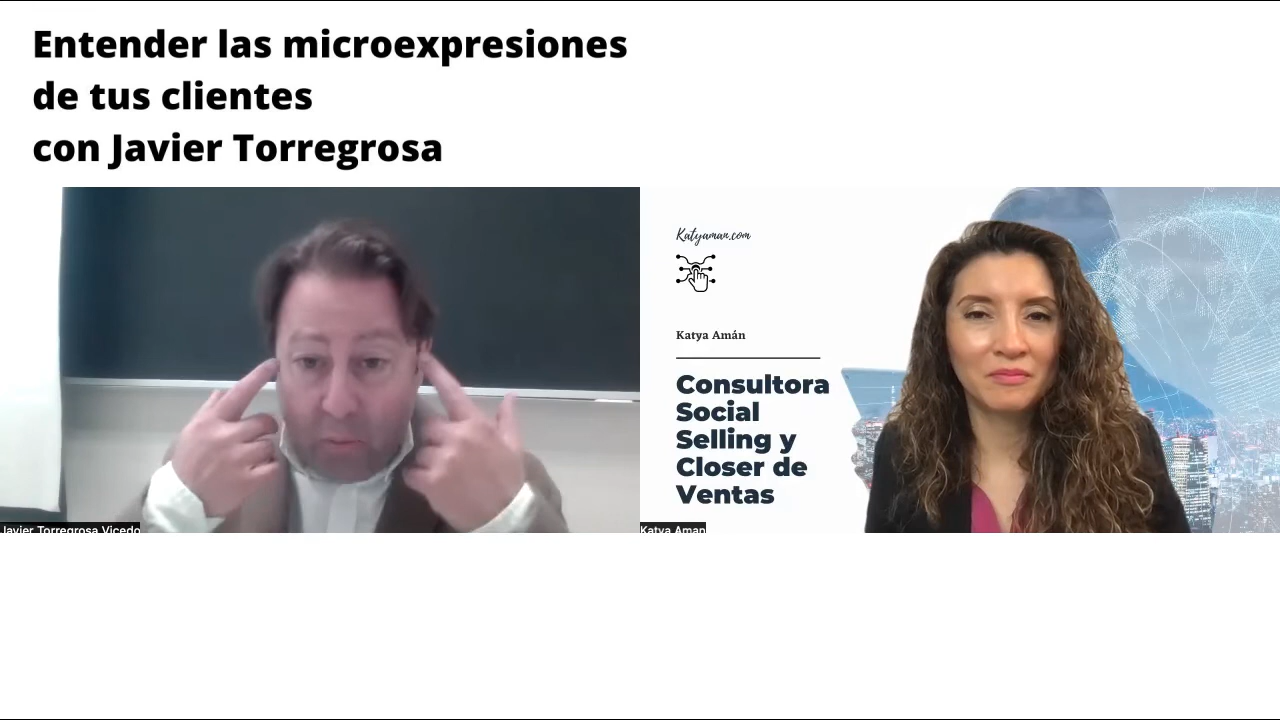 Entender las microexpresiones
de tus clientes
con Javier Torregrosa
Katyaman.com
Katya Amán
Consultora
Social
Selling y
Closer de
Ventas
Javier Torregrosa Vicedo
Katya Aman